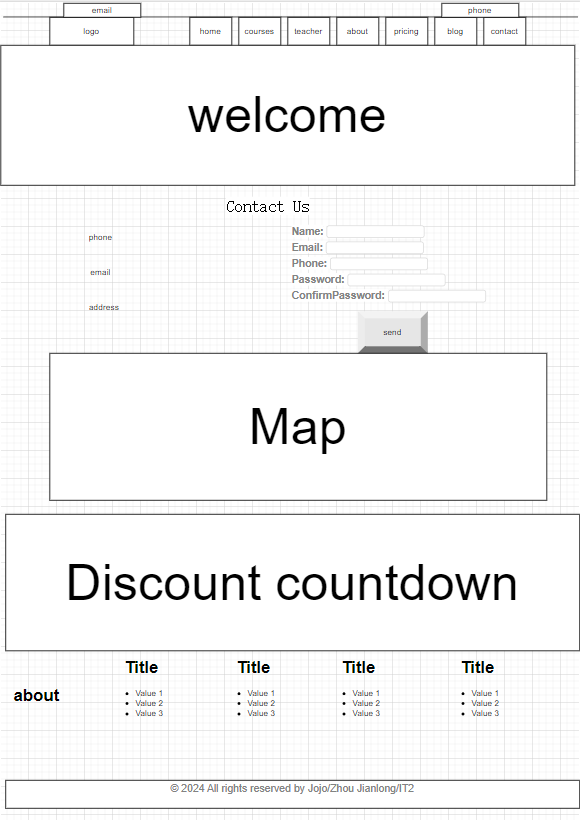 email phone
logo home courses teacher about pricing blog contact
welcome
Contact Us
phone
email
address
Name:
Email:
Phone:
Password:
ConfirmPassword:
send
Map
Discount countdown
about
Title
Value 1
Value 2
Value 3
Title
Value 1
Value 2
Value 3
Title
Value 1
Value 2
Value 3
Title
Value 1
Value 2
Value 3
© 2024 All rights reserved by Jojo/Zhou Jianlong/IT2